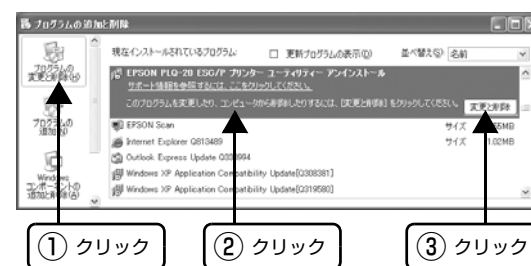 プログラムの追加と削除
プログラムの
変更と削除(H)
プログラムの
追加(N)
Windows
コンポーネントの
追加と削除(A)
現在インストールされているプログラム:
更新プログラムの表示(D)
並べ替え(S):
名前
EPSON PLQ-20 ESC/P プリンター ユーティリティー アンインストール
サポート情報を参照するには、ここをクリックしてください。
このプログラムを変更したり、コンピュータから削除したりするには、[変更と削除] をクリックしてください。
変更と削除
EPSON Scan
サイズ
MB
Internet Explorer Q813489
サイズ 1.02MB
Outlook Express Update
Windows XP Application Compatibility Update[Q308381]
Windows XP Application Compatibility Update[Q319580]
① クリック
② クリック
③ クリック